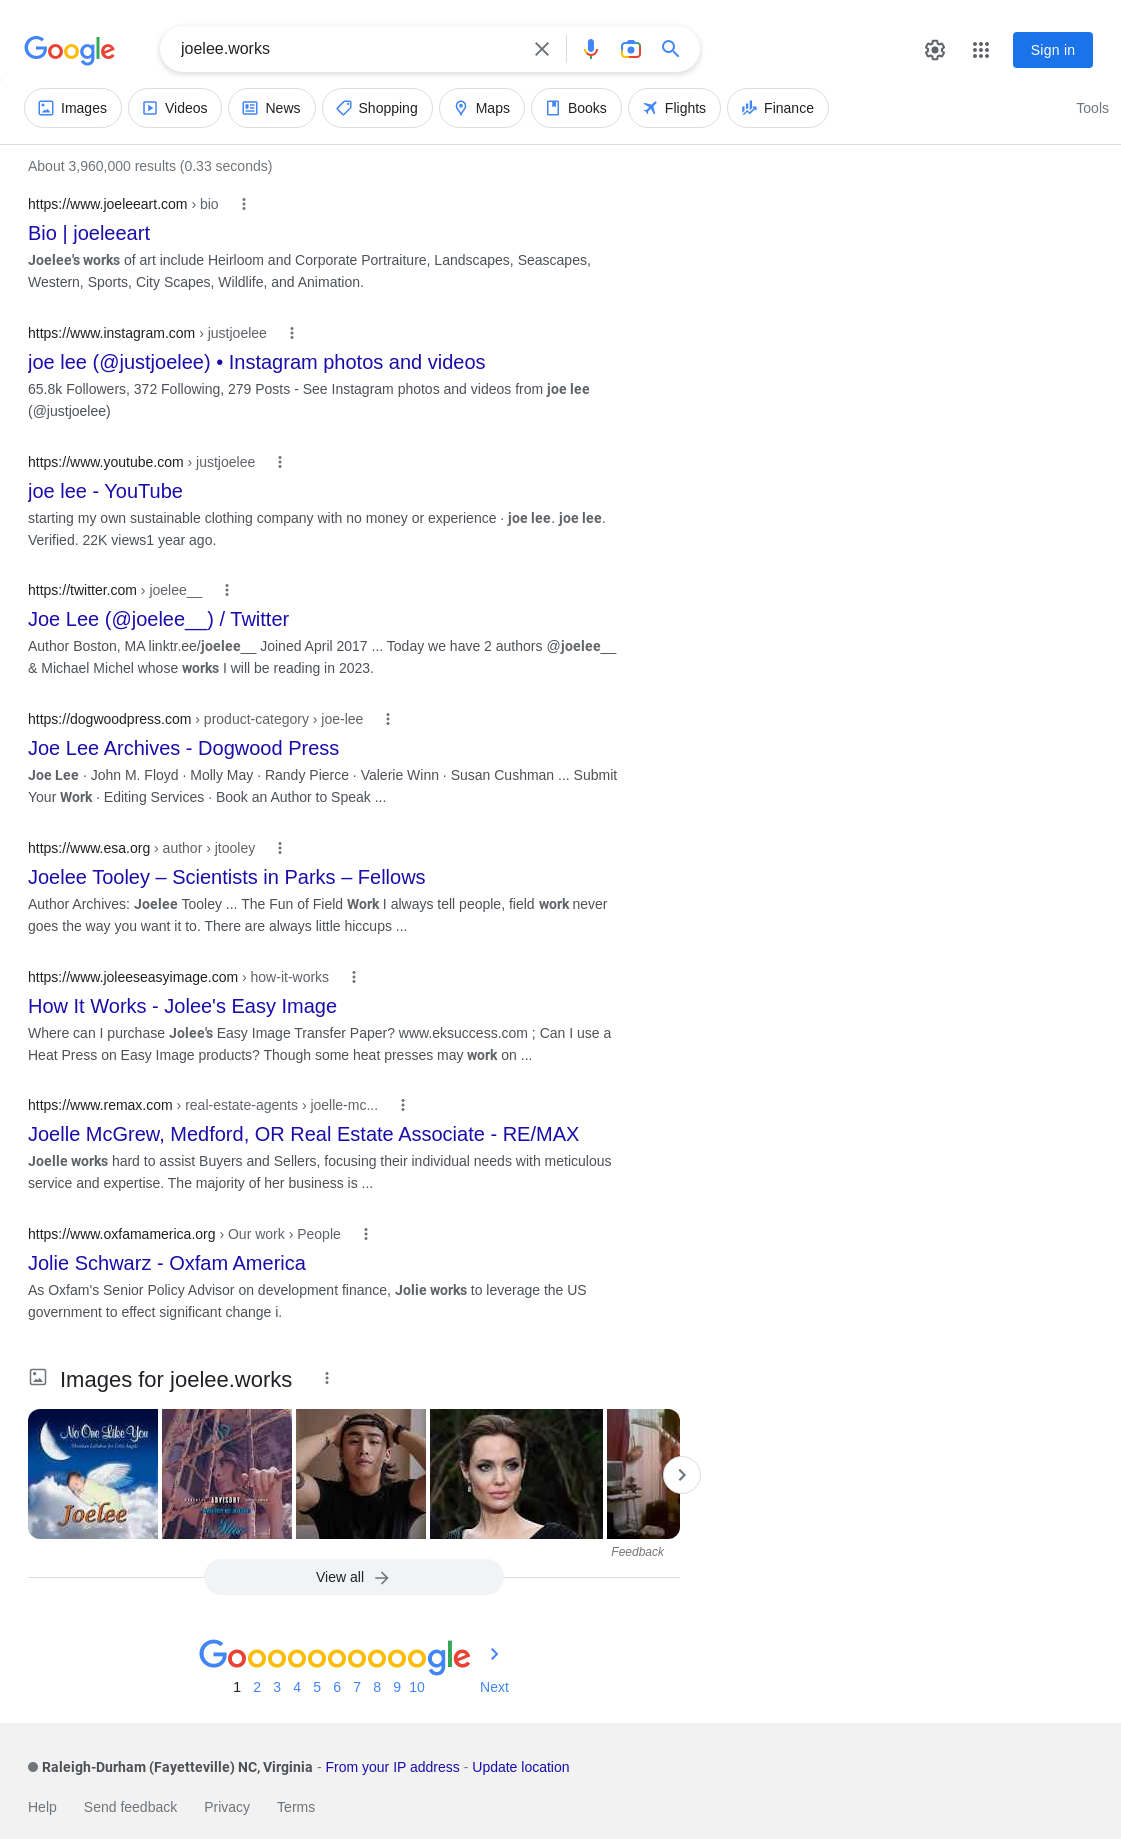 Google
joelee.works
Sign in
Images
Videos
News
Shopping
Maps
Books
Flights
Finance
Tools
About 3,960,000 results (0.33 seconds)
https://www.joeleeart.com › bio
Bio | joeleeart
Joelee's works of art include Heirloom and Corporate Portraiture, Landscapes, Seascapes,
Western, Sports, City Scapes, Wildlife, and Animation.
https://www.instagram.com › justjoelee
joe lee (@justjoelee) • Instagram photos and videos
65.8k Followers, 372 Following, 279 Posts - See Instagram photos and videos from joe lee
(@justjoelee)
https://www.youtube.com › justjoelee
joe lee - YouTube
starting my own sustainable clothing company with no money or experience · joe lee. joe lee.
Verified. 22K views1 year ago.
https://twitter.com › joelee__
Joe Lee (@joelee__) / Twitter
Author Boston, MA linktr.ee/joelee__ Joined April 2017 ... Today we have 2 authors @joelee__
& Michael Michel whose works I will be reading in 2023.
https://dogwoodpress.com › product-category › joe-lee
Joe Lee Archives - Dogwood Press
Joe Lee · John M. Floyd · Molly May · Randy Pierce · Valerie Winn · Susan Cushman ... Submit
Your Work · Editing Services · Book an Author to Speak ...
https://www.esa.org › author › jtooley
Joelee Tooley – Scientists in Parks – Fellows
Author Archives: Joelee Tooley ... The Fun of Field Work I always tell people, field work never
goes the way you want it to. There are always little hiccups ...
https://www.joleeseasyimage.com › how-it-works
How It Works - Jolee's Easy Image
Where can I purchase Jolee's Easy Image Transfer Paper? www.eksuccess.com ; Can I use a
Heat Press on Easy Image products? Though some heat presses may work on ...
https://www.remax.com › real-estate-agents › joelle-mc...
Joelle McGrew, Medford, OR Real Estate Associate - RE/MAX
Joelle works hard to assist Buyers and Sellers, focusing their individual needs with meticulous
service and expertise. The majority of her business is ...
https://www.oxfamamerica.org › Our work › People
Jolie Schwarz - Oxfam America
As Oxfam's Senior Policy Advisor on development finance, Jolie works to leverage the US
government to effect significant change i.
Images for joelee.works
No One Like You
Joelee
ADVISORY
Feedback
View all
Goooooooooogle
1 2 3 4 5 6 7 8 9 10 Next
Raleigh-Durham (Fayetteville) NC, Virginia - From your IP address - Update location
Help Send feedback Privacy Terms